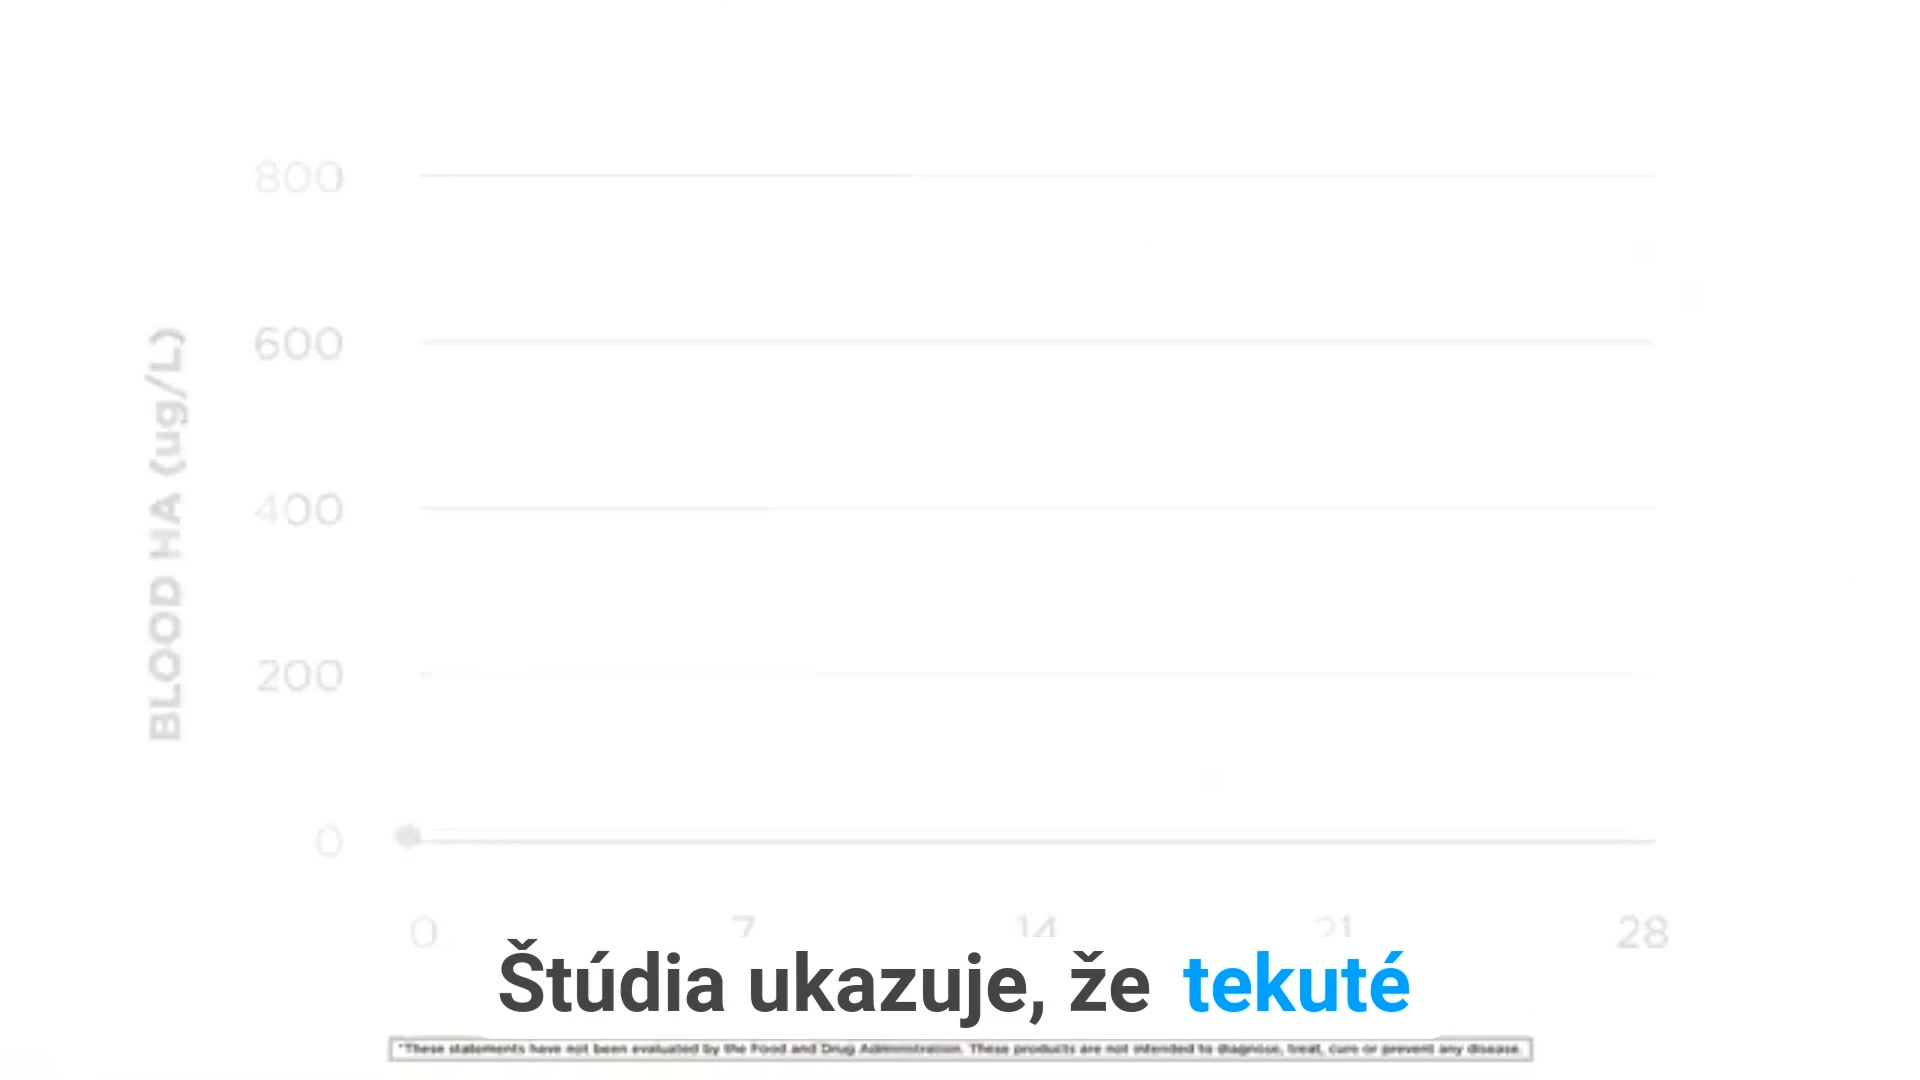 800
600
400
200
0
BLOOD HA (ug/L)
0 7 14 21 28
Štúdia ukazuje, že tekuté
*These statements have not been evaluated by the Food and Drug Administration. These products are not intended to diagnose, treat, cure or prevent any disease.